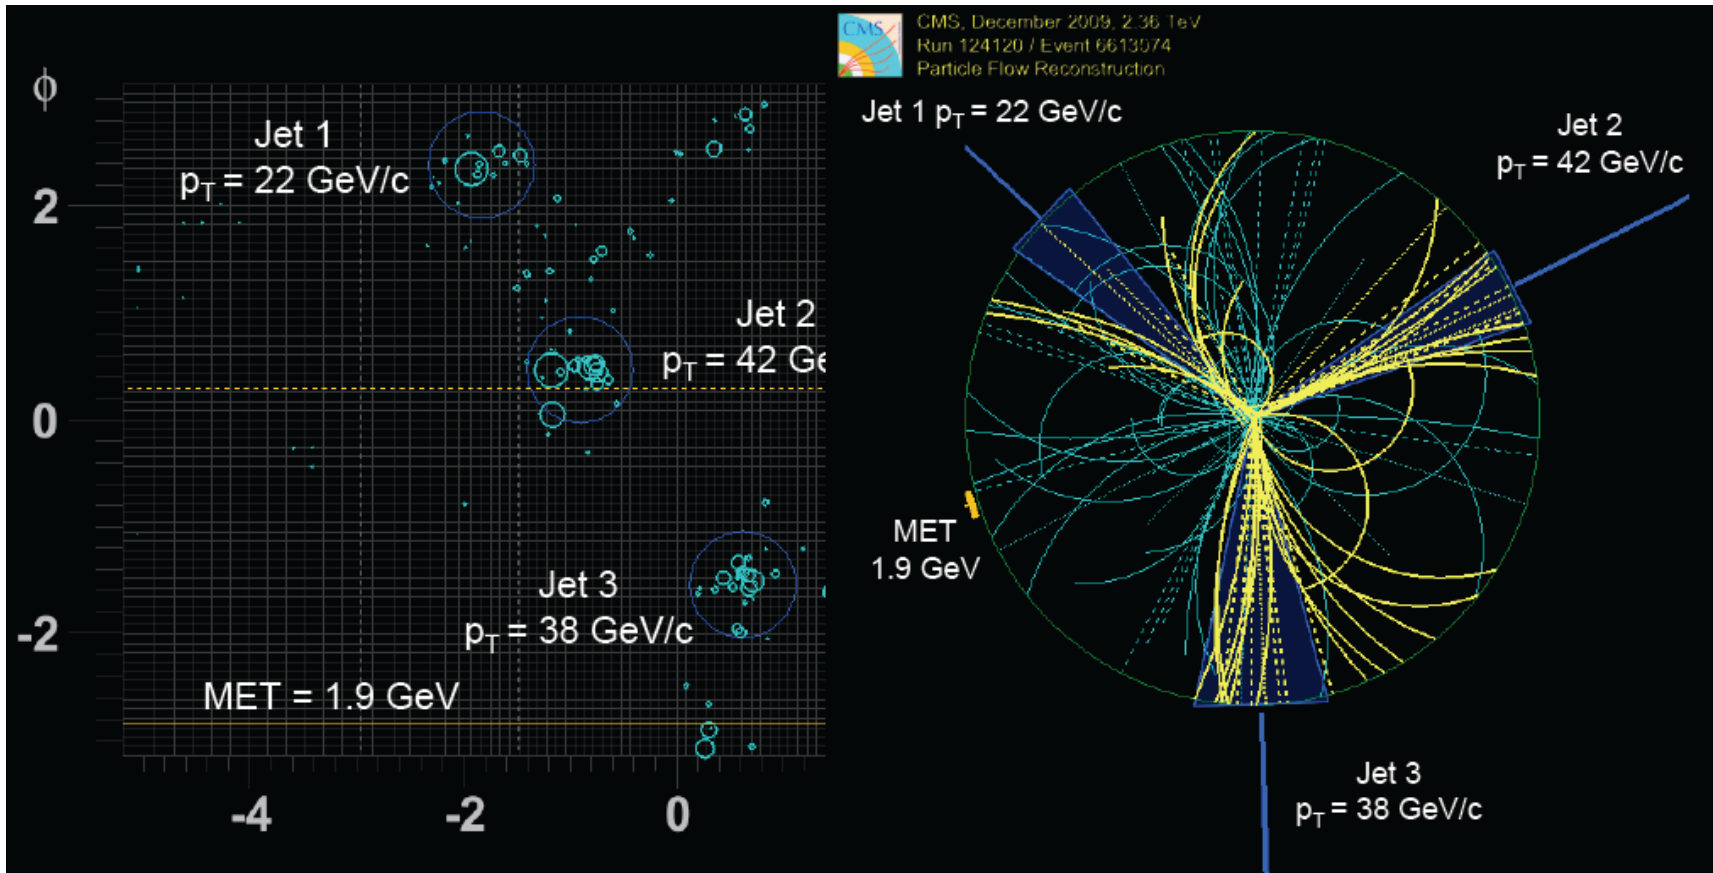 ϕ
Jet 1
pT = 22 GeV/c
2
Jet 2
pT = 42 Ge
0
Jet 3
pT = 38 GeV/c
-2
MET = 1.9 GeV
-4
-2
0
CMS
CMS, December 2009, 2.36 TeV
Run 124120 / Event 6613074
Particle Flow Reconstruction
Jet 1 pT = 22 GeV/c
Jet 2
pT = 42 GeV/c
MET
1.9 GeV
Jet 3
pT = 38 GeV/c